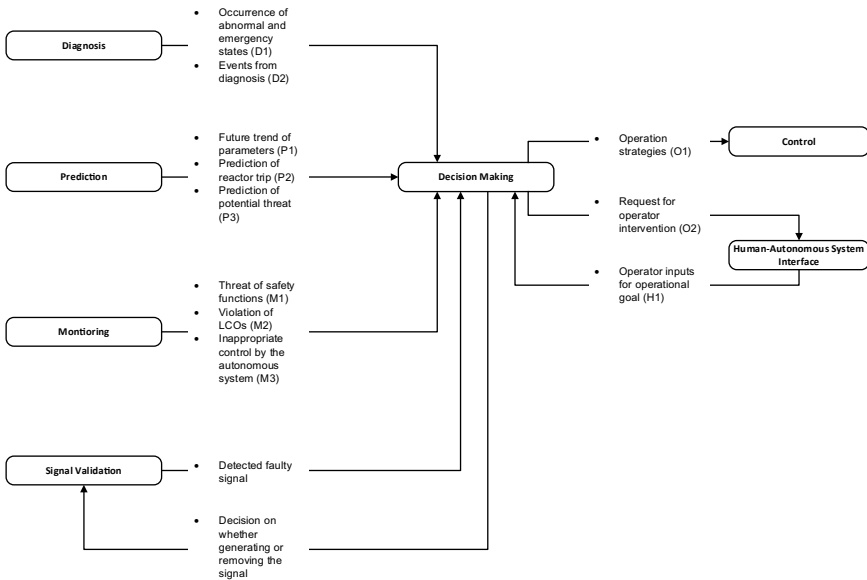 Diagnosis
• Occurrence of
abnormal and
emergency
states (D1)
• Events from
diagnosis (D2)
Prediction
• Future trend of
parameters (P1)
• Prediction of
reactor trip (P2)
• Prediction of
potential threat
(P3)
Decision Making
• Operation
strategies (O1)
Control
• Request for
operator
intervention (O2)
Human-Autonomous System
Interface
• Operator inputs
for operational
goal (H1)
Montioring
• Threat of safety
functions (M1)
• Violation of
LCOs (M2)
• Inappropriate
control by the
autonomous
system (M3)
Signal Validation
• Detected faulty
signal
• Decision on
whether
generating or
removing the
signal